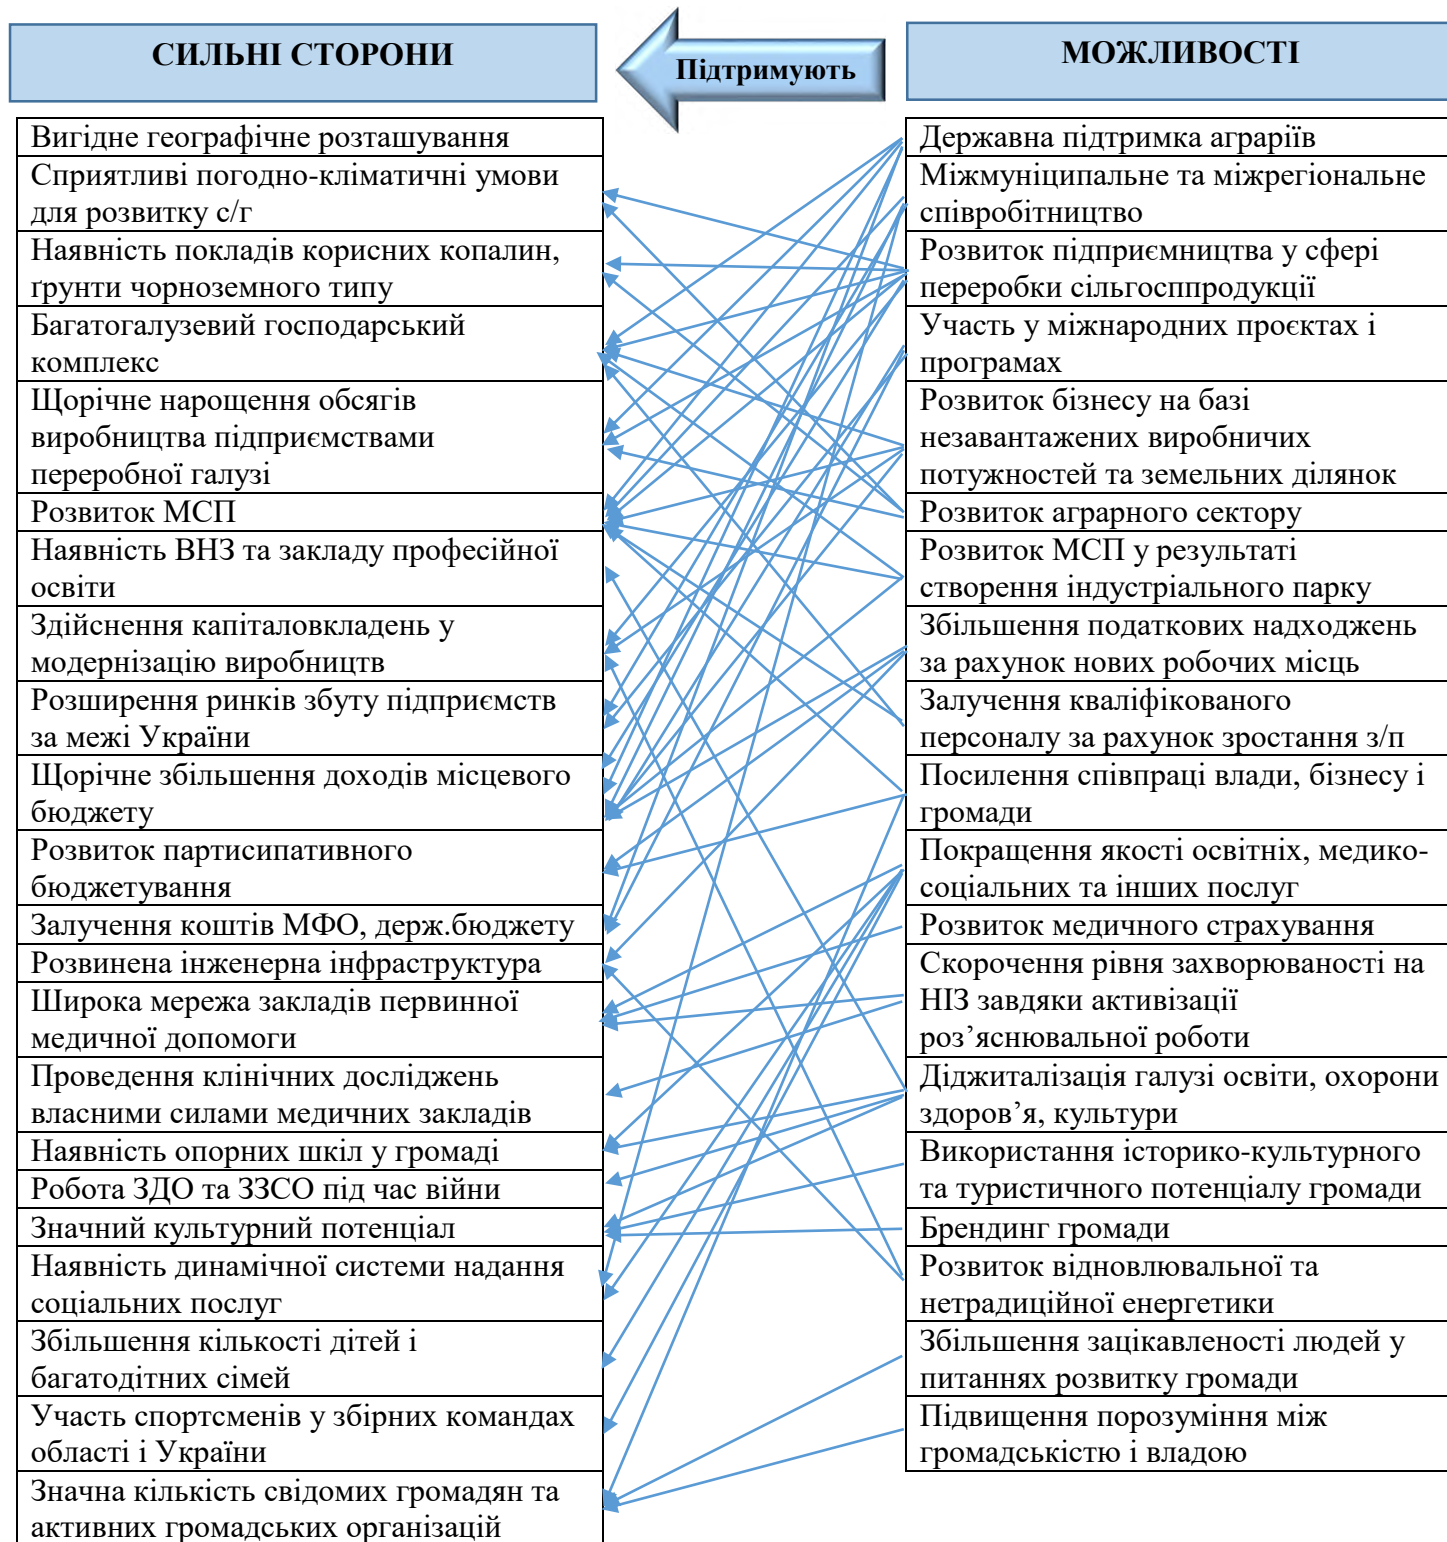 СИЛЬНІ СТОРОНИ
Підтримують
МОЖЛИВОСТІ
Вигідне географічне розташування
Сприятливі погодно-кліматичні умови
для розвитку с/г
Наявність покладів корисних копалин,
ґрунти чорноземного типу
Багатогалузевий господарський
комплекс
Щорічне нарощення обсягів
виробництва підприємствами
переробної галузі
Розвиток МСП
Наявність ВНЗ та закладу професійної
освіти
Здійснення капіталовкладень у
модернізацію виробництв
Розширення ринків збуту підприємств
за межі України
Щорічне збільшення доходів місцевого
бюджету
Розвиток партисипативного
бюджетування
Залучення коштів МФО, держ.бюджету
Розвинена інженерна інфраструктура
Широка мережа закладів первинної
медичної допомоги
Проведення клінічних досліджень
власними силами медичних закладів
Наявність опорних шкіл у громаді
Робота ЗДО та ЗЗСО під час війни
Значний культурний потенціал
Наявність динамічної системи надання
соціальних послуг
Збільшення кількості дітей і
багатодітних сімей
Участь спортсменів у збірних командах
області і України
Значна кількість свідомих громадян та
активних громадських організацій
Державна підтримка аграріїв
Міжмуніципальне та міжрегіональне
співробітництво
Розвиток підприємництва у сфері
переробки сільгосппродукції
Участь у міжнародних проєктах і
програмах
Розвиток бізнесу на базі
незавантажених виробничих
потужностей та земельних ділянок
Розвиток аграрного сектору
Розвиток МСП у результаті
створення індустріального парку
Збільшення податкових надходжень
за рахунок нових робочих місць
Залучення кваліфікованого
персоналу за рахунок зростання з/п
Посилення співпраці влади, бізнесу і
громади
Покращення якості освітніх, медико-
соціальних та інших послуг
Розвиток медичного страхування
Скорочення рівня захворюваності на
НІЗ завдяки активізації
роз’яснювальної роботи
Діджиталізація галузі освіти, охорони
здоров’я, культури
Використання історико-культурного
та туристичного потенціалу громади
Брендинг громади
Розвиток відновлювальної та
нетрадиційної енергетики
Збільшення зацікавленості людей у
питаннях розвитку громади
Підвищення порозуміння між
громадськістю і владою